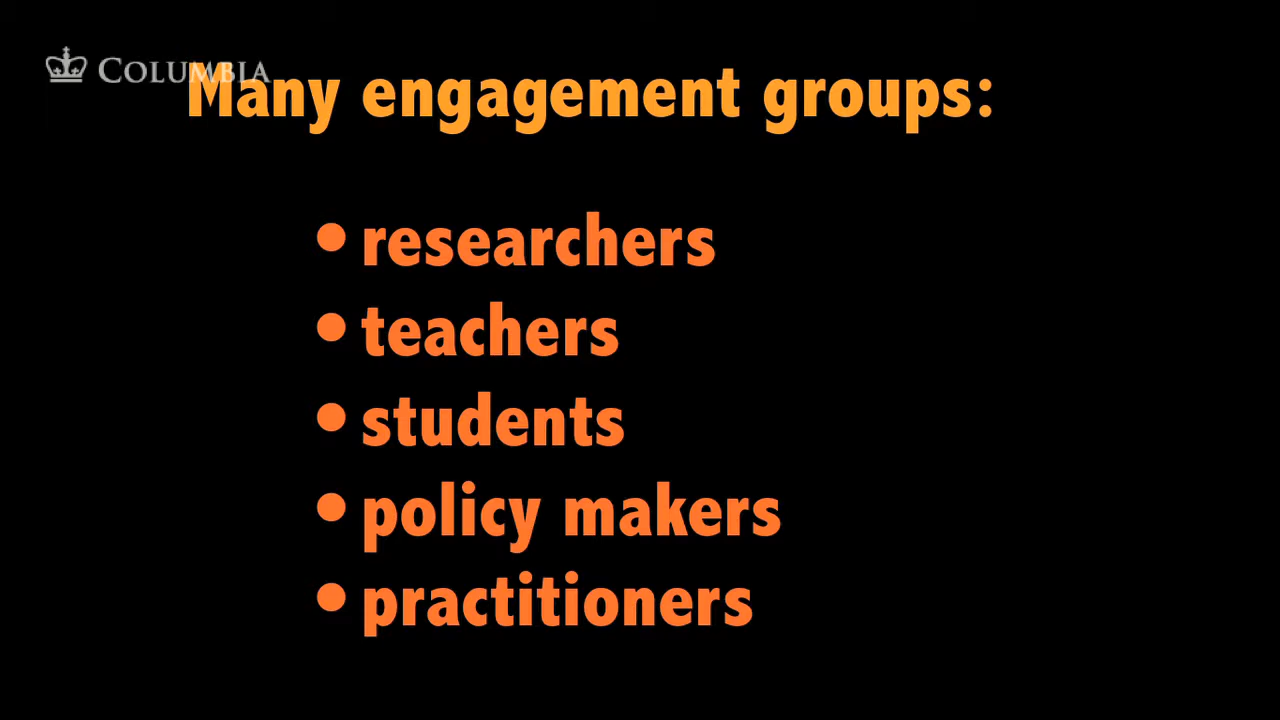 COLUMBIA
Many engagement groups:
• researchers
• teachers
• students
• policy makers
• practitioners